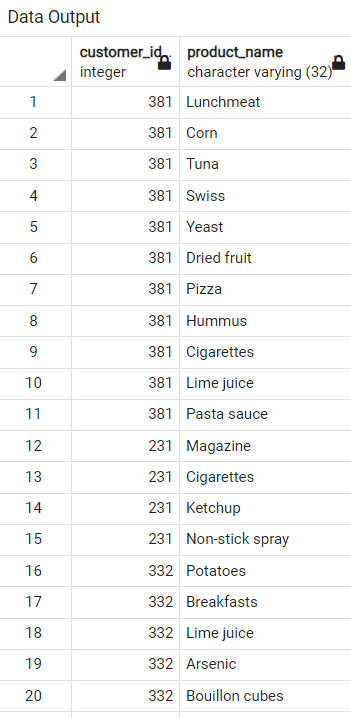 Data Output
customer_id product_name
integer character varying (32)
1 381 Lunchmeat
2 381 Corn
3 381 Tuna
4 381 Swiss
5 381 Yeast
6 381 Dried fruit
7 381 Pizza
8 381 Hummus
9 381 Cigarettes
10 381 Lime juice
11 381 Pasta sauce
12 231 Magazine
13 231 Cigarettes
14 231 Ketchup
15 231 Non-stick spray
16 332 Potatoes
17 332 Breakfasts
18 332 Lime juice
19 332 Arsenic
20 332 Bouillon cubes